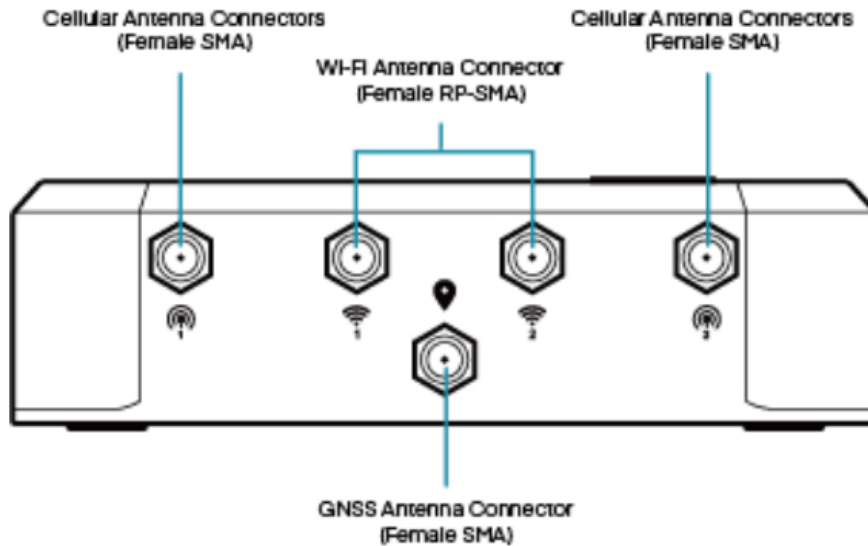 Cellular Antenna Connectors
(Female SMA)
Cellular Antenna Connectors
(Female SMA)
Wi-Fi Antenna Connector
(Female RP-SMA)
1
1
2
2
GNSS Antenna Connector
(Female SMA)